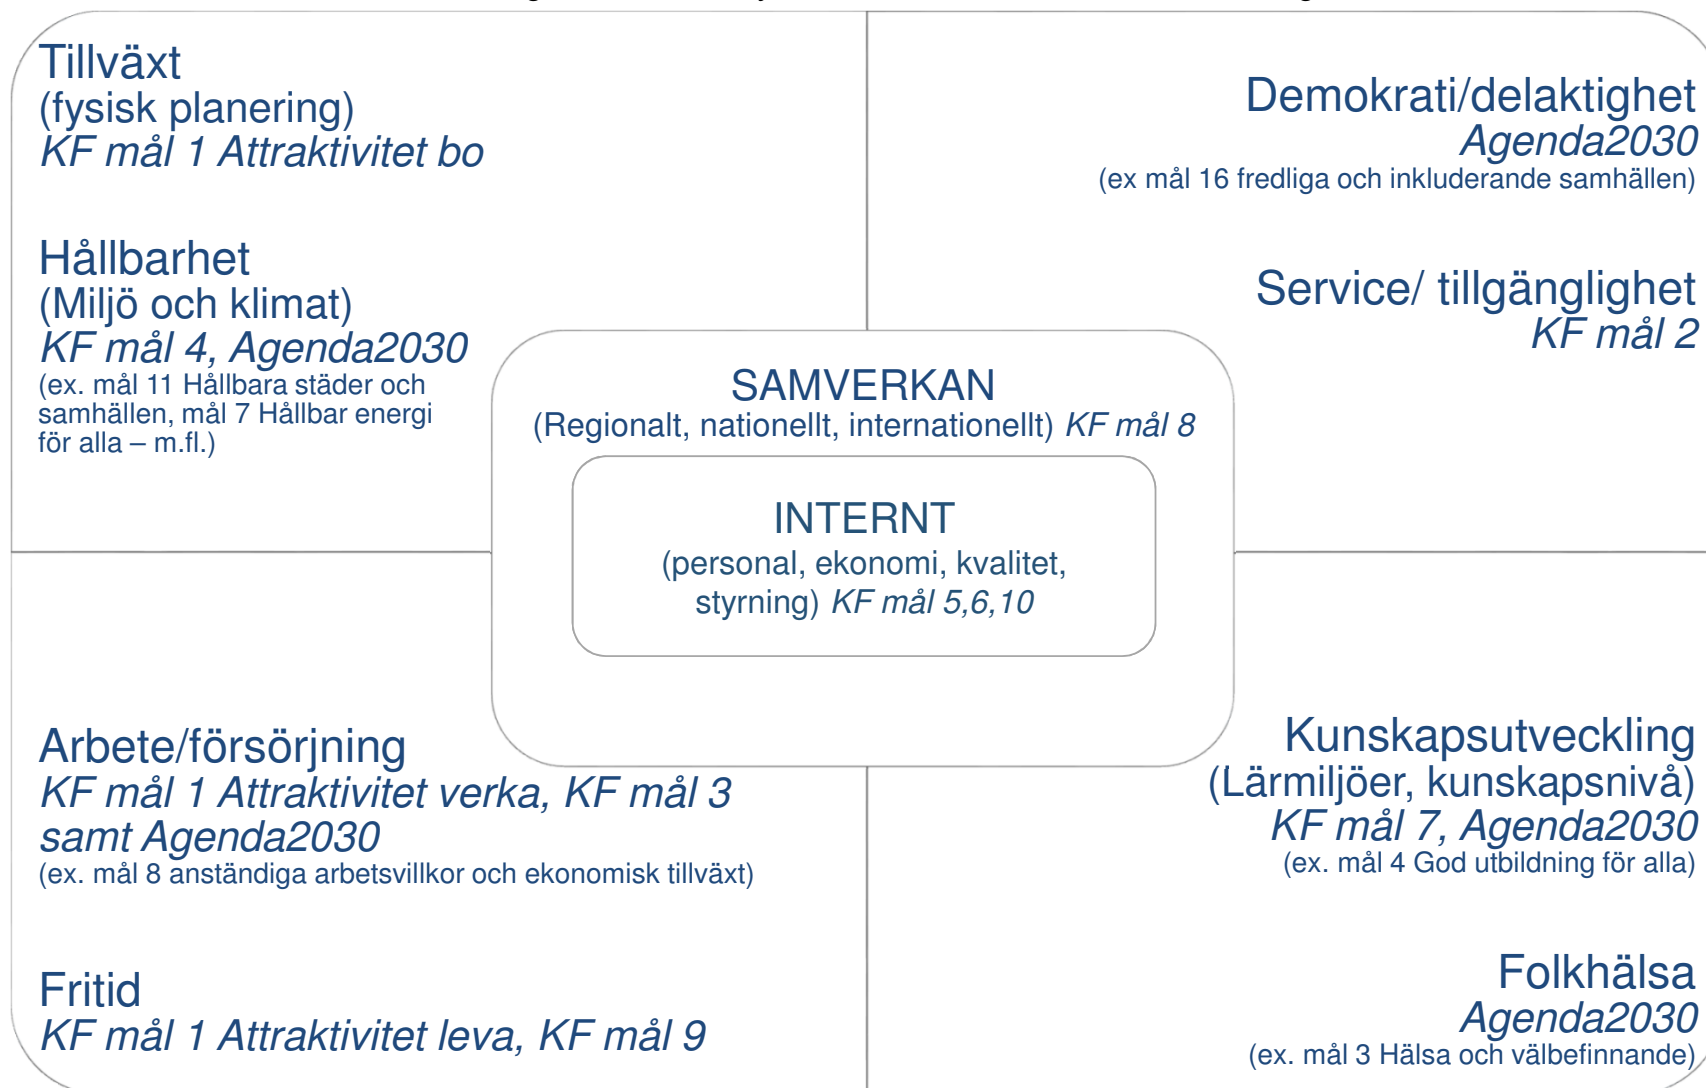 Tillväxt
(fysisk planering)
KF mål 1 Attraktivitet bo
Hållbarhet
(Miljö och klimat)
KF mål 4, Agenda2030
(ex. mål 11 Hållbara städer och
samhällen, mål 7 Hållbar energi
för alla – m.fl.)
Demokrati/delaktighet
Agenda2030
(ex mål 16 fredliga och inkluderande samhällen)
Service/ tillgänglighet
KF mål 2
SAMVERKAN
(Regionalt, nationellt, internationellt) KF mål 8
INTERNT
(personal, ekonomi, kvalitet,
styrning) KF mål 5,6,10
Arbete/försörjning
KF mål 1 Attraktivitet verka, KF mål 3
samt Agenda2030
(ex. mål 8 anständiga arbetsvillkor och ekonomisk tillväxt)
Fritid
KF mål 1 Attraktivitet leva, KF mål 9
Kunskapsutveckling
(Lärmiljöer, kunskapsnivå)
KF mål 7, Agenda2030
(ex. mål 4 God utbildning för alla)
Folkhälsa
Agenda2030
(ex. mål 3 Hälsa och välbefinnande)